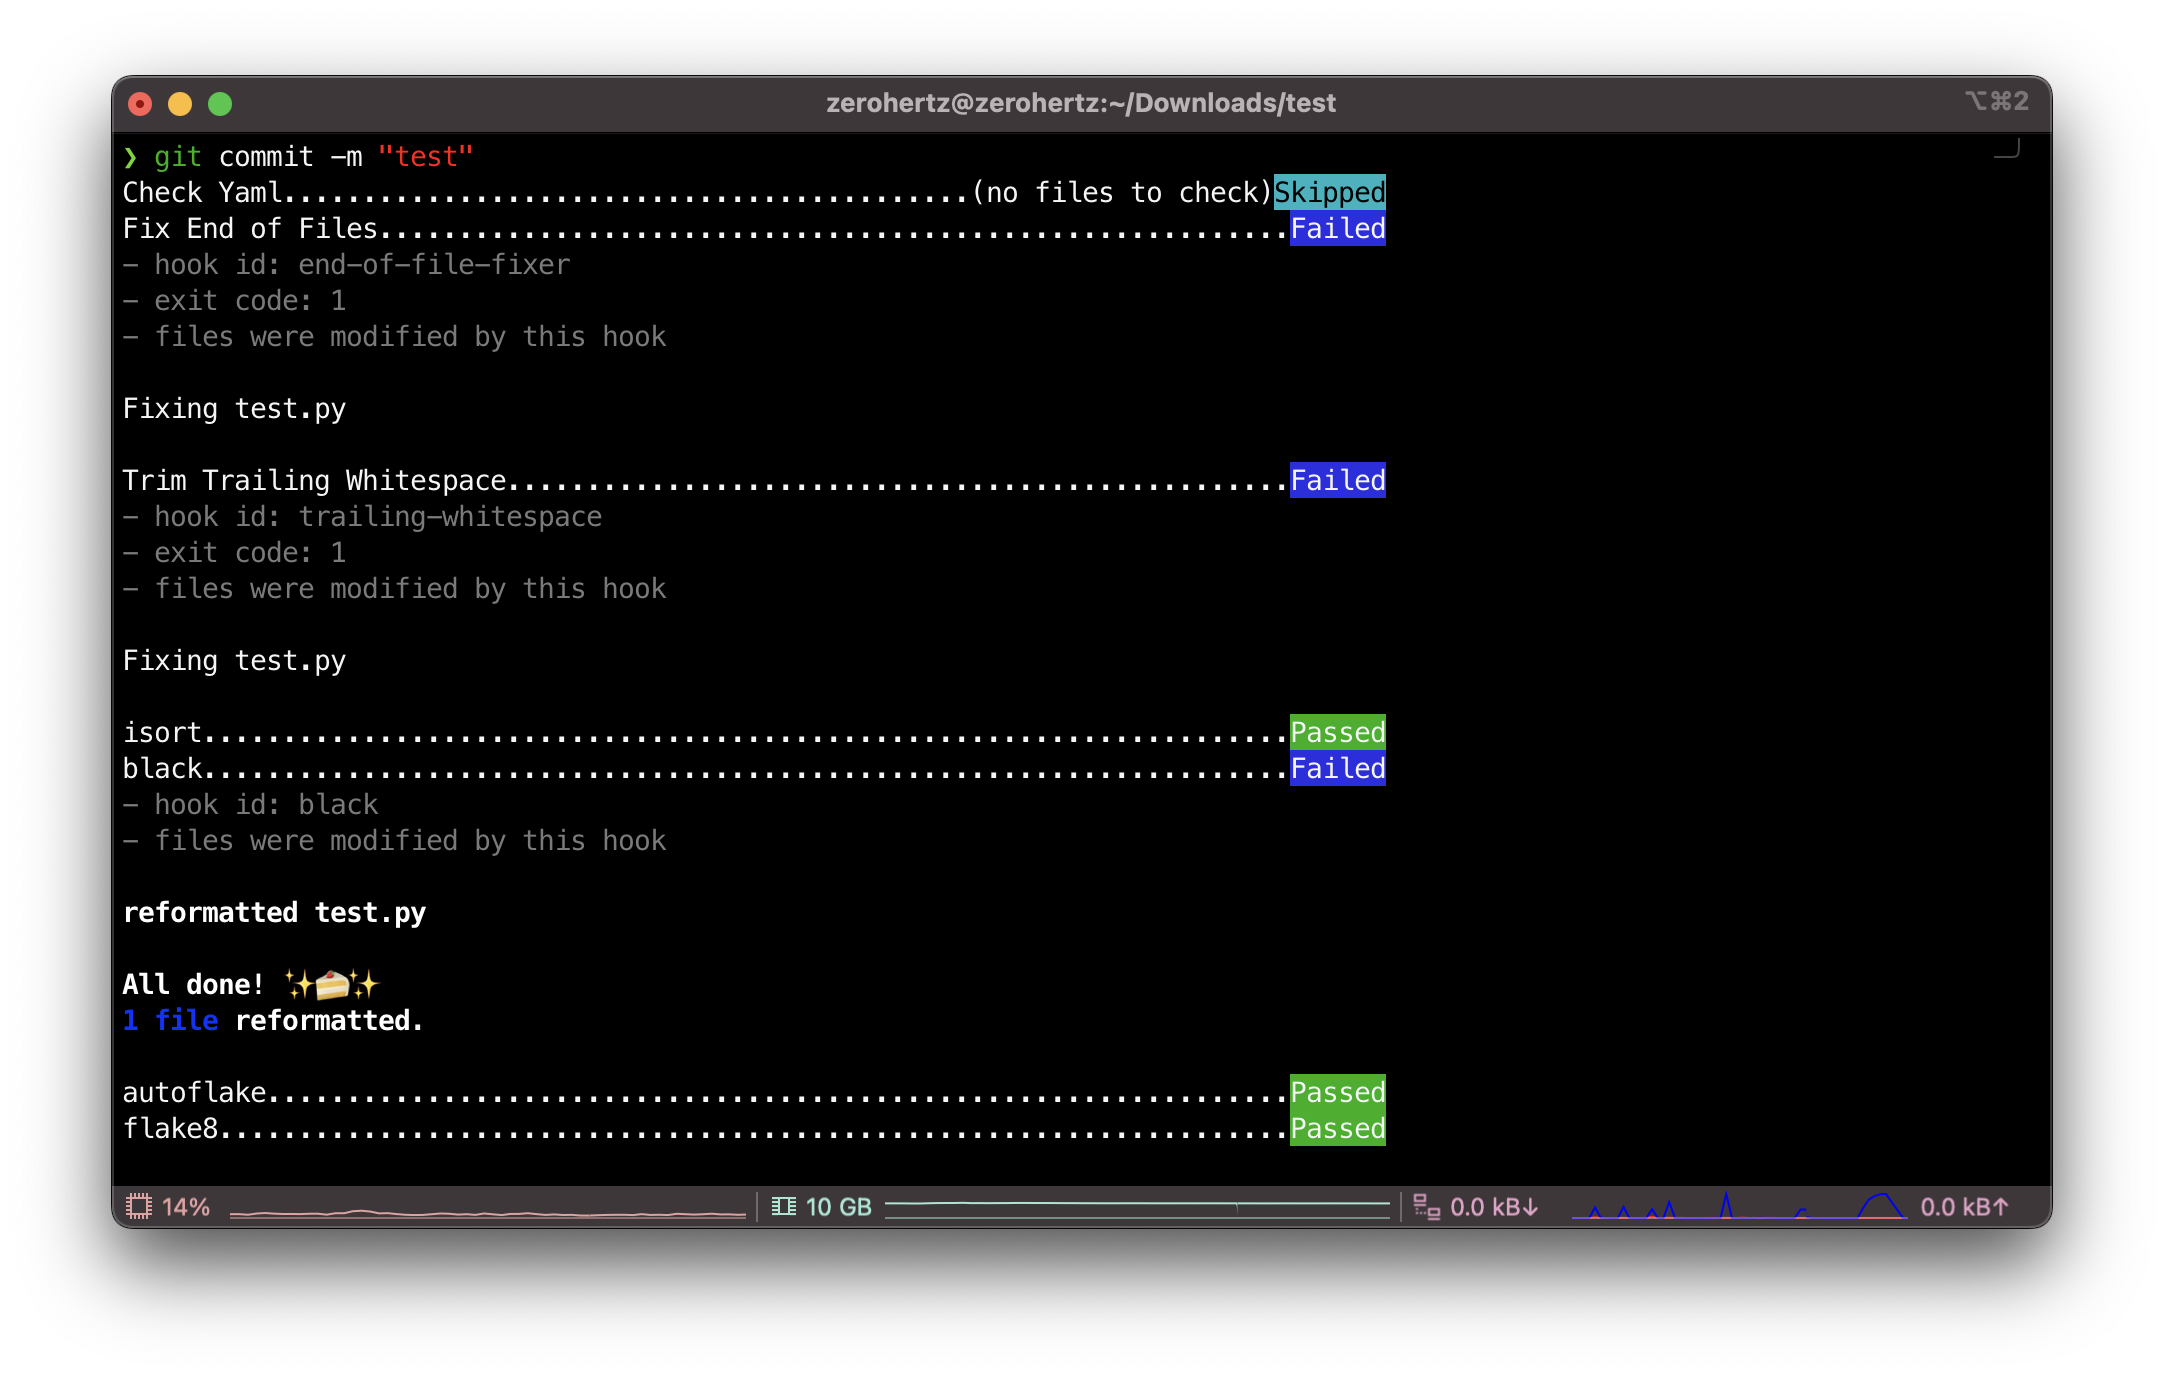 zerohertz@zerohertz:~/Downloads/test
⌥⌘2
❯ git commit -m "test"
Check Yaml...........................................(no files to check)Skipped
Fix End of Files.........................................................Failed
- hook id: end-of-file-fixer
- exit code: 1
- files were modified by this hook
Fixing test.py
Trim Trailing Whitespace.................................................Failed
- hook id: trailing-whitespace
- exit code: 1
- files were modified by this hook
Fixing test.py
isort....................................................................Passed
black....................................................................Failed
- hook id: black
- files were modified by this hook
reformatted test.py
All done! ✨🍰✨
1 file reformatted.
autoflake................................................................Passed
flake8...................................................................Passed
14% 10 GB 0.0 kB↓ 0.0 kB↑